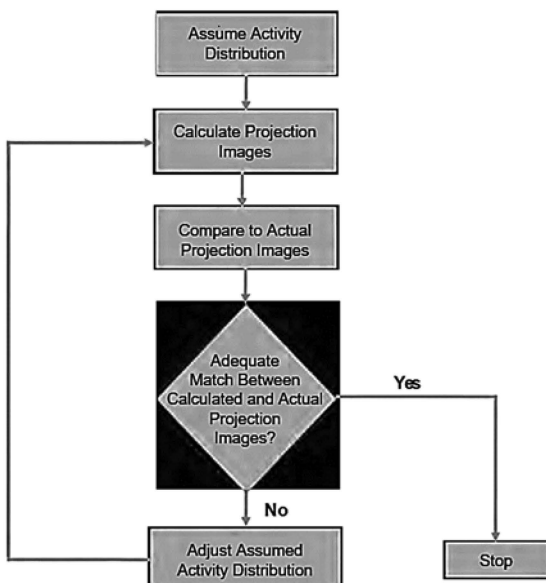 Assume Activity
Distribution
Calculate Projection
Images
Compare to Actual
Projection Images
Adequate
Match Between
Calculated and Actual
Projection
Images?
Yes
No
Adjust Assumed
Activity Distribution
Stop